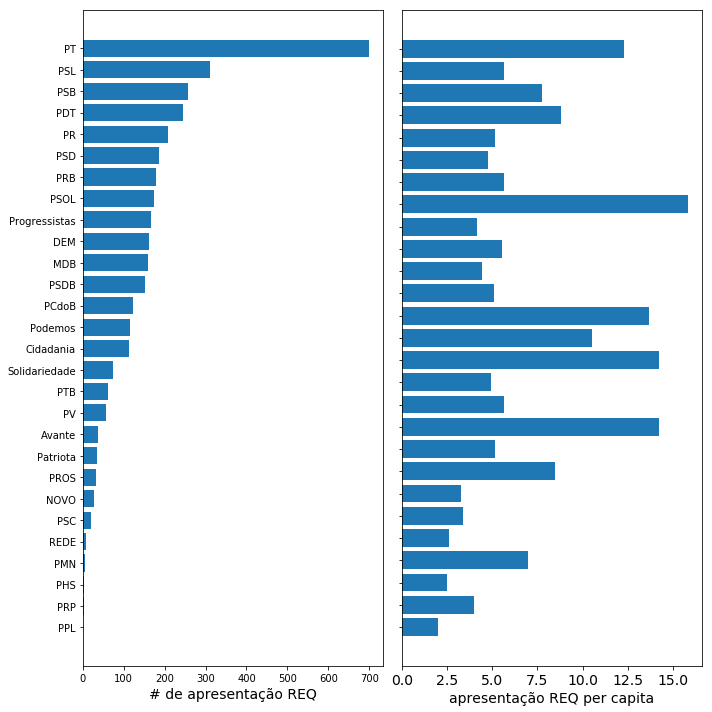 PT
PSL
PSB
PDT
PR
PSD
PRB
PSOL
Progressistas
DEM
MDB
PSDB
PCdoB
Podemos
Cidadania
Solidariedade
PTB
PV
Avante
Patriota
PROS
NOVO
PSC
REDE
PMN
PHS
PRP
PPL
0 100 200 300 400 500 600 700
# de apresentação REQ
0.0 2.5 5.0 7.5 10.0 12.5 15.0
apresentação REQ per capita